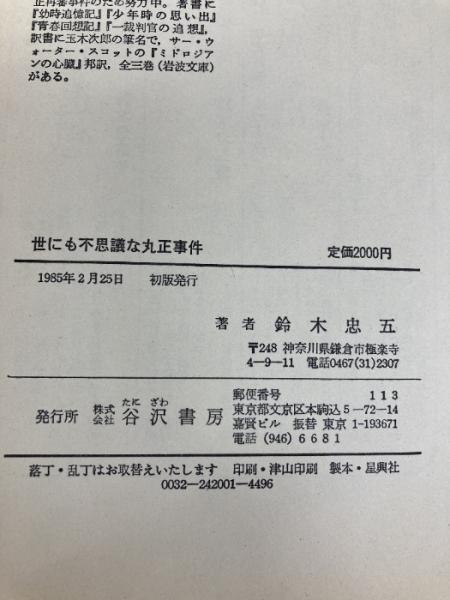 正再審事件のため努力中。著書に
『幼時追憶記』『少年時の思い出』
『青春回想記』『一裁判官の追想』,
訳書に玉木次郎の筆名で, サー・ウ
ォーター・スコットの『ミドロジア
ンの心臓』邦訳, 全三巻(岩波文庫)
がある。
世にも不思議な丸正事件 定価2000円
1985年2月25日 初版発行
著者 鈴木忠五
〒248 神奈川県鎌倉市極楽寺
4-9-11 電話0467(31)2307
たに ざわ
発行所 株式会社 谷沢書房
郵便番号 113
東京都文京区本駒込5-72-14
嘉賢ビル 振替 東京 1-193671
電話 (946) 6681
落丁・乱丁はお取替えいたします 印刷・津山印刷 製本・星興社
0032-242001-4496